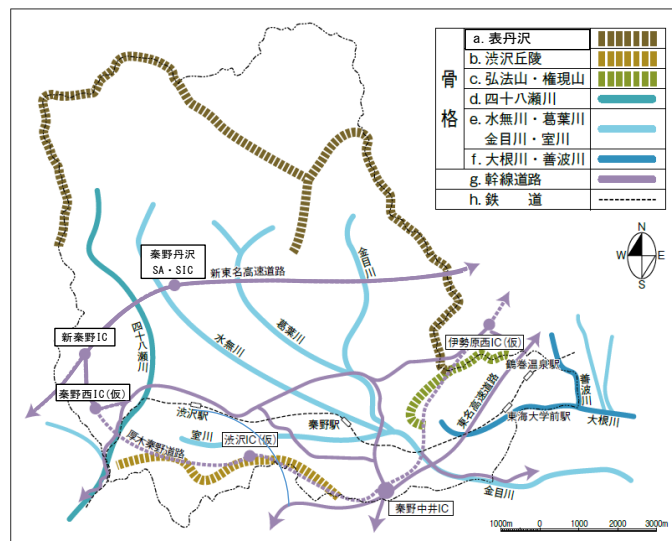 骨格
a. 表丹沢
b. 渋沢丘陵
c. 弘法山・権現山
d. 四十八瀬川
e. 水無川・葛葉川
金目川・室川
f. 大根川・善波川
g. 幹線道路
h. 鉄　道
N
W E
S
秦野丹沢
SA・SIC
新東名高速道路
金目川
四十八瀬川
水無川
葛葉川
新秦野IC
秦野西IC(仮)
伊勢原西IC(仮)
鶴巻温泉駅
善波川
東名高速道路
東海大学前駅
大根川
渋沢駅
秦野駅
室川
渋沢IC(仮)
厚木秦野道路
秦野中井IC
金目川
1000m 0 1000 2000 3000m